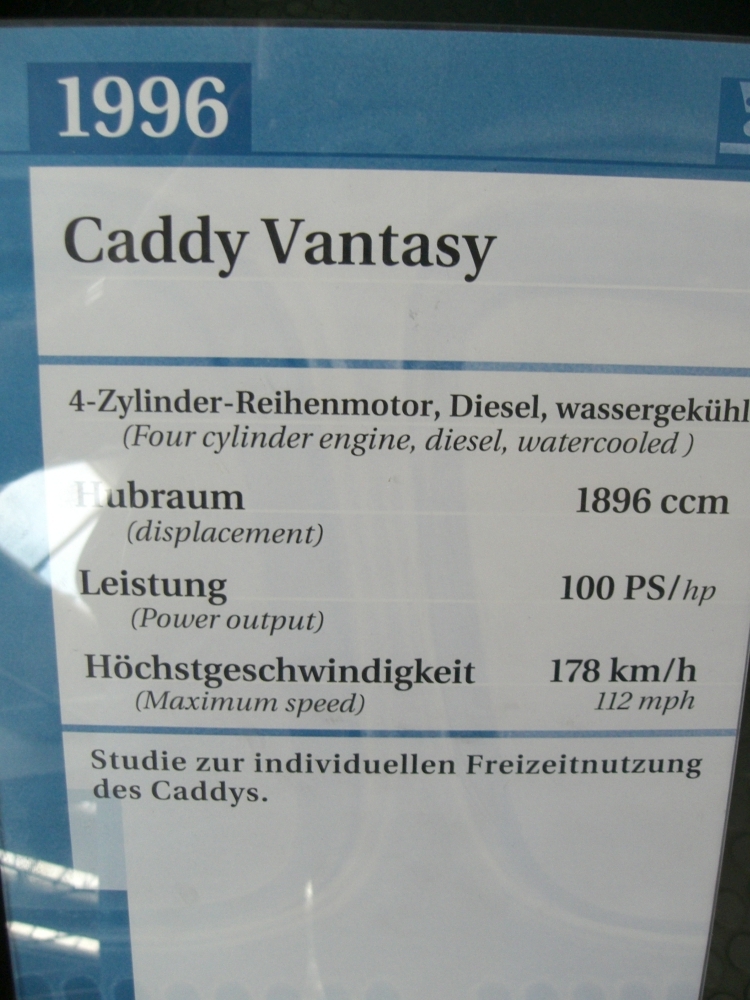 1996
Caddy Vantasy
4-Zylinder-Reihenmotor, Diesel, wassergekühl
(Four cylinder engine, diesel, watercooled )
Hubraum 1896 ccm
(displacement)
Leistung 100 PS/hp
(Power output)
Höchstgeschwindigkeit 178 km/h
(Maximum speed) 112 mph
Studie zur individuellen Freizeitnutzung
des Caddys.